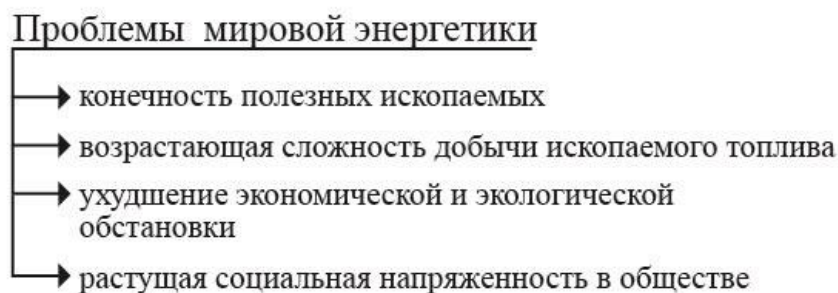 Проблемы мировой энергетики
конечность полезных ископаемых
возрастающая сложность добычи ископаемого топлива
ухудшение экономической и экологической
обстановки
растущая социальная напряженность в обществе